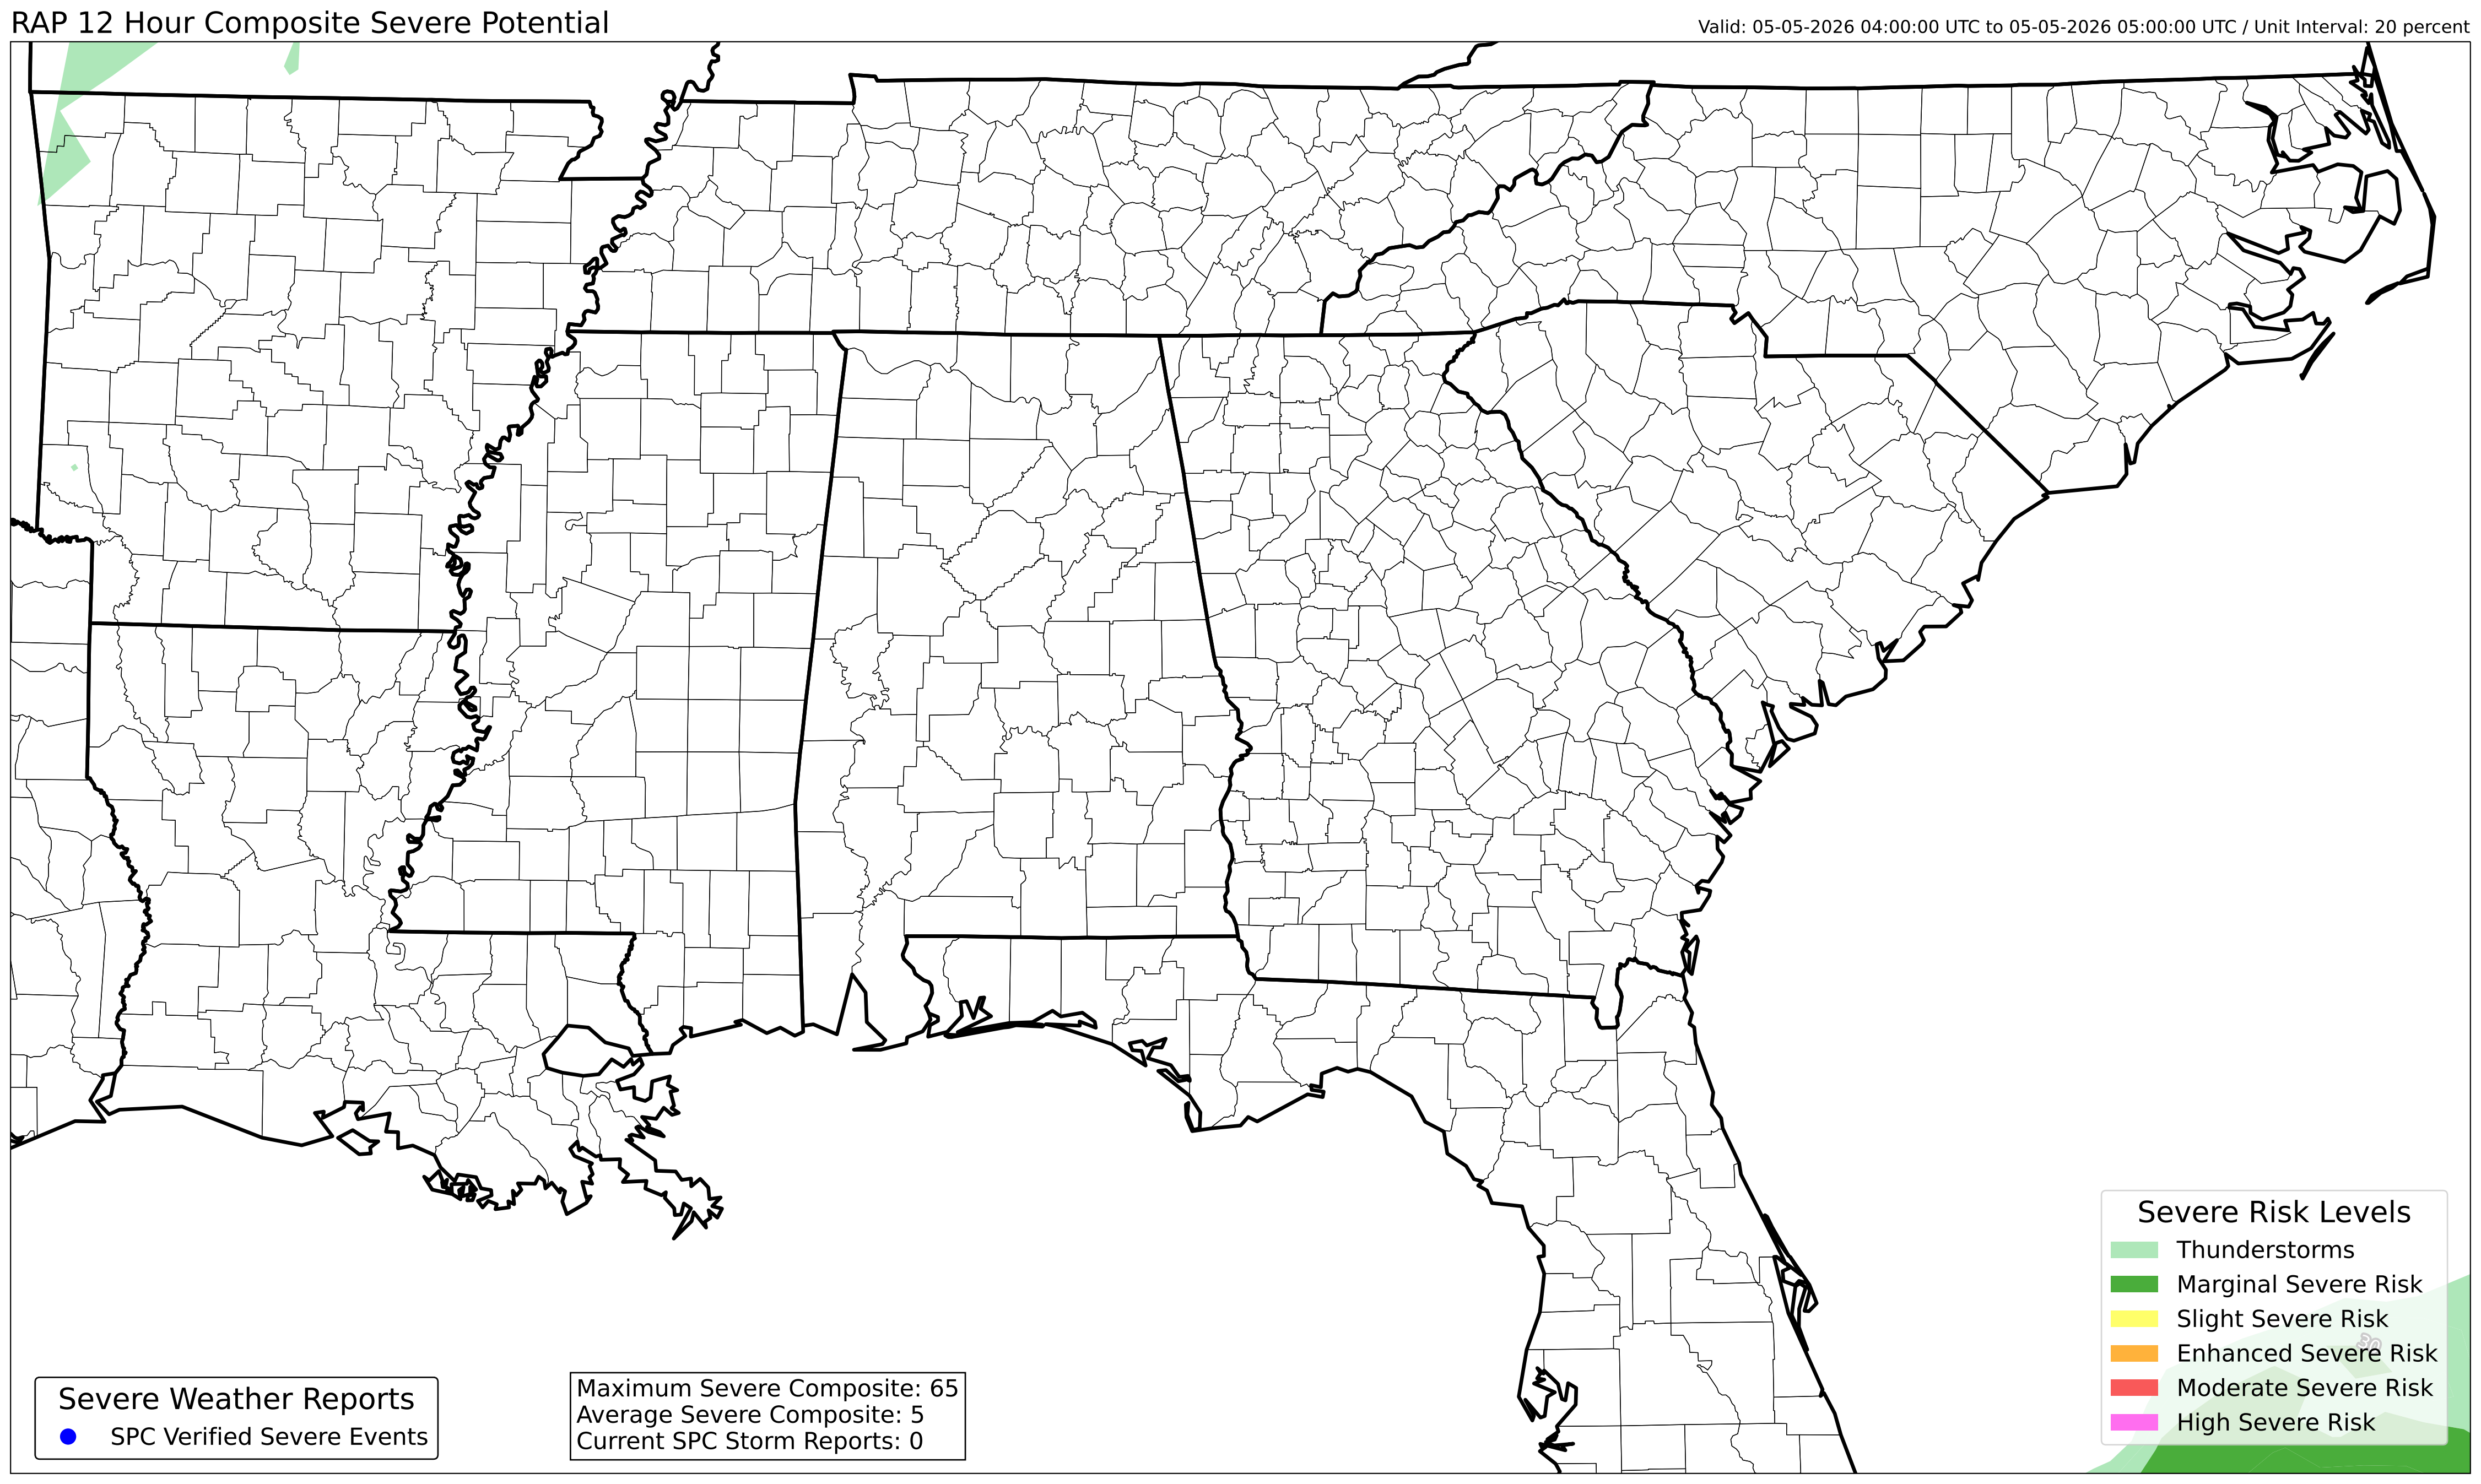 RAP 12 Hour Composite Severe Potential
Valid: 05-05-2026 04:00:00 UTC to 05-05-2026 05:00:00 UTC / Unit Interval: 20 percent
Severe Risk Levels
Thunderstorms
Marginal Severe Risk
Slight Severe Risk
30
Enhanced Severe Risk
Moderate Severe Risk
High Severe Risk
Severe Weather Reports
SPC Verified Severe Events
Maximum Severe Composite: 65
Average Severe Composite: 5
Current SPC Storm Reports: 0